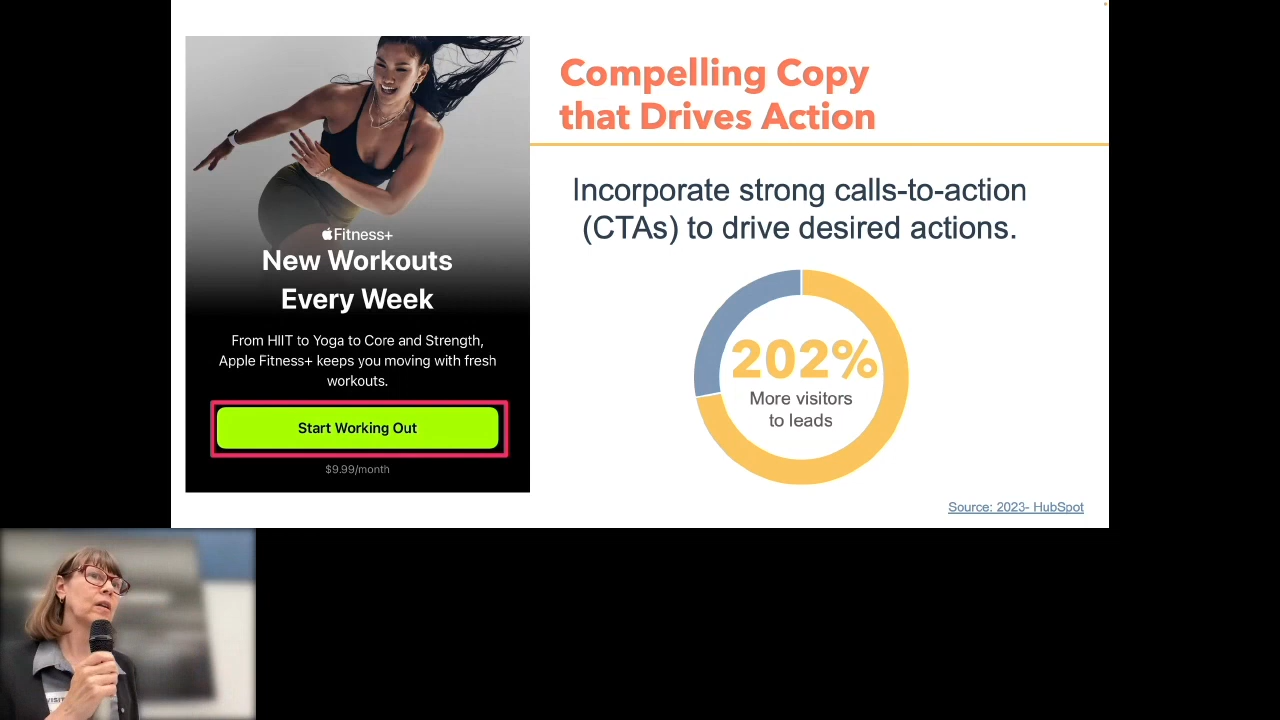 Fitness+
New Workouts
Every Week
From HIIT to Yoga to Core and Strength,
Apple Fitness+ keeps you moving with fresh
workouts.
Start Working Out
$9.99/month
Compelling Copy
that Drives Action
Incorporate strong calls-to-action
(CTAs) to drive desired actions.
202%
More visitors
to leads
Source: 2023- HubSpot